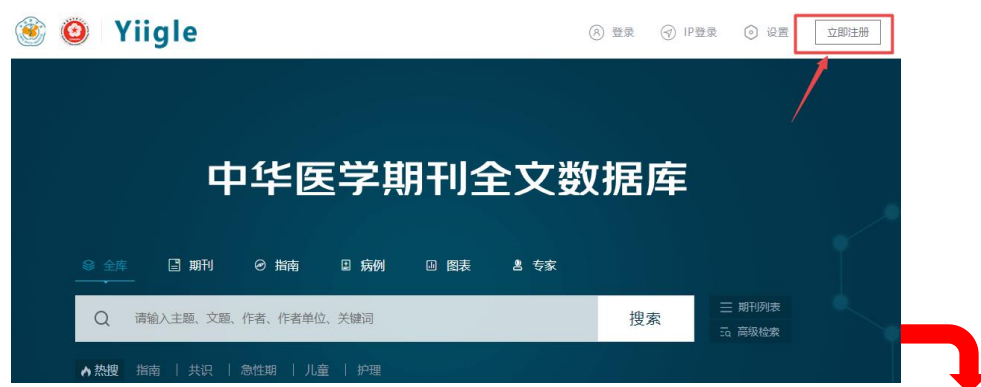 Yiigle
登录 IP登录 设置 立即注册
中华医学期刊全文数据库
全库 期刊 指南 病例 图表 专家
请输入主题、文题、作者、作者单位、关键词 搜索
期刊列表
高级检索
热搜 指南 | 共识 | 急性期 | 儿童 | 护理